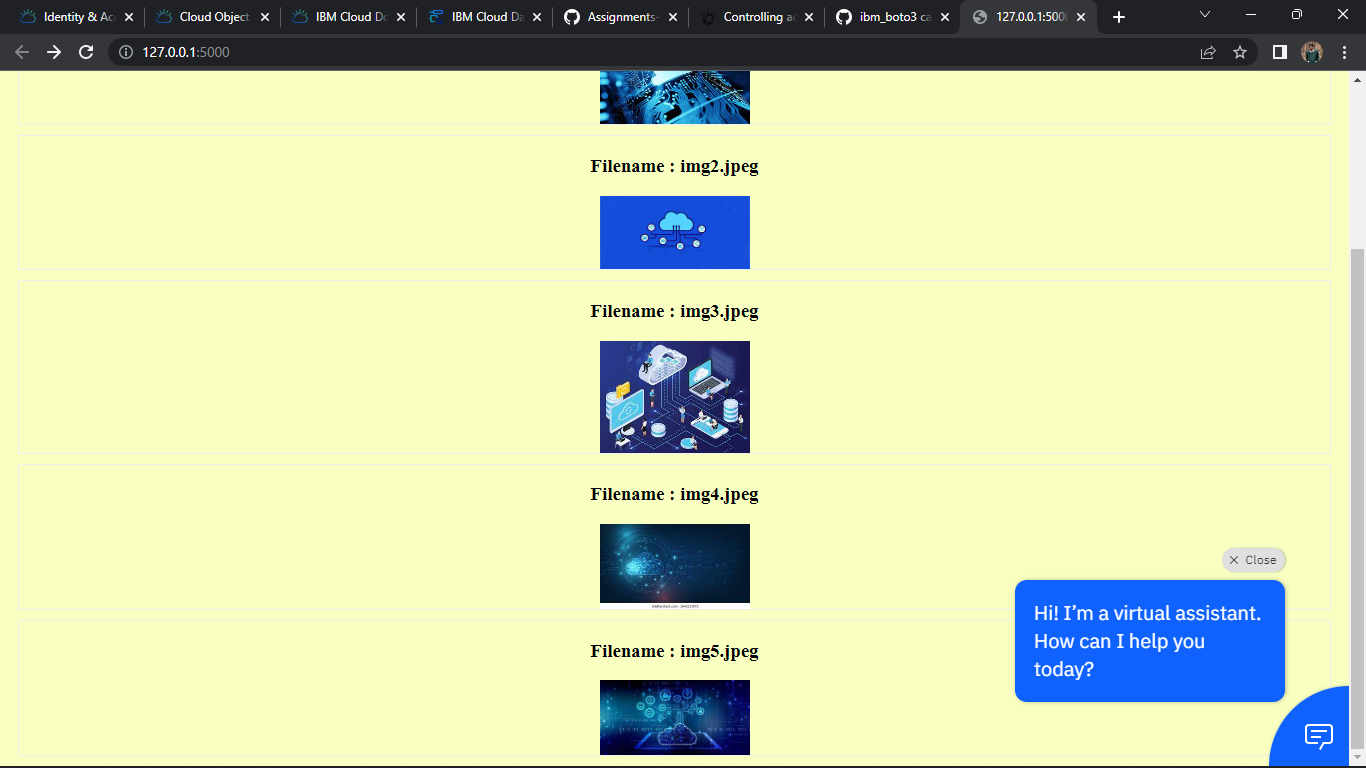 Identity & Ac
Cloud Object
IBM Cloud Do
IBM Cloud Da
Assignments-
Controlling ac
ibm_boto3 ca
127.0.0.1:5000
127.0.0.1:5000
Filename : img2.jpeg
Filename : img3.jpeg
Filename : img4.jpeg
Close
Hi! I’m a virtual assistant.
How can I help you
today?
Filename : img5.jpeg